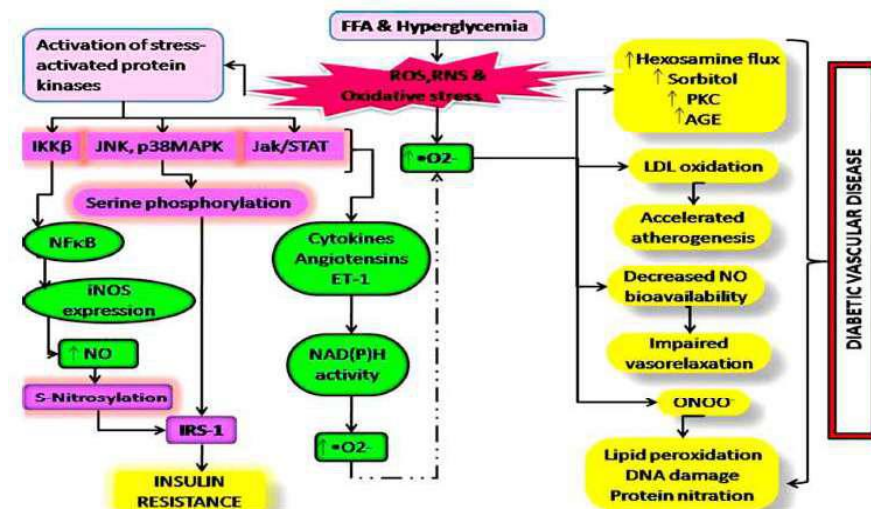 FFA & Hyperglycemia
Activation of stress-
activated protein
kinases
ROS,RNS &
Oxidative stress
IKKβ
JNK, p38MAPK
Jak/STAT
↑•O2-
Serine phosphorylation
NFκB
iNOS
expression
↑ NO
S-Nitrosylation
IRS-1
INSULIN
RESISTANCE
Cytokines
Angiotensins
ET-1
NAD(P)H
activity
↑•O2-
↑Hexosamine flux
↑ Sorbitol
↑ PKC
↑AGE
LDL oxidation
Accelerated
atherogenesis
Decreased NO
bioavailability
Impaired
vasorelaxation
ONOO-
Lipid peroxidation
DNA damage
Protein nitration
DIABETIC VASCULAR DISEASE